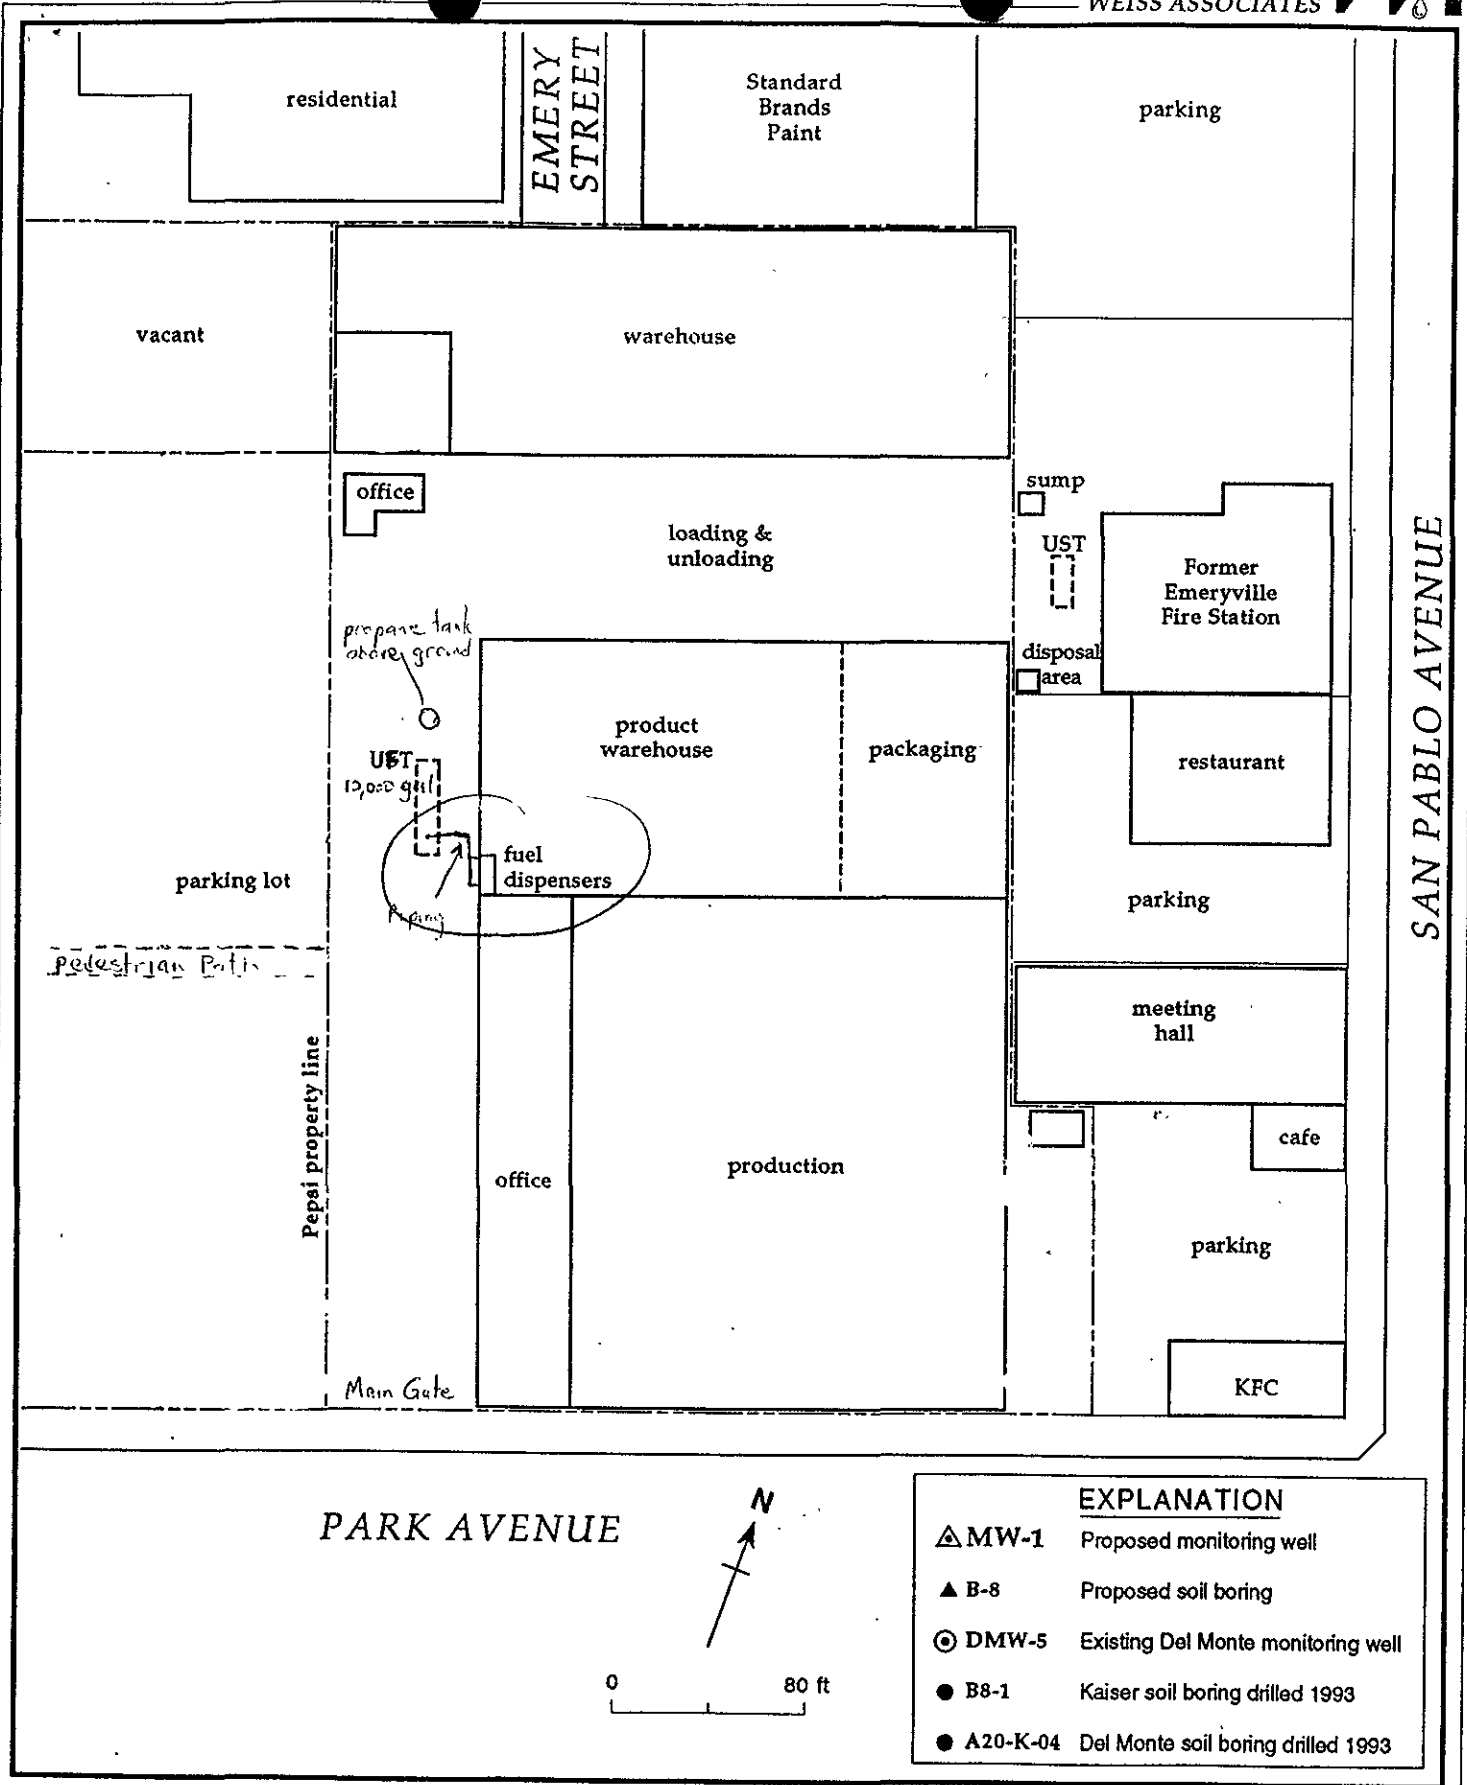 WEISS ASSOCIATES
residential
EMERY
STREET
Standard
Brands
Paint
parking
vacant
warehouse
office
loading &
unloading
sump
UST
Former
Emeryville
Fire Station
disposal
area
propane tank
above ground
product
warehouse
packaging
restaurant
UST
10,000 gal
fuel
dispensers
Piping
parking lot
parking
Pedestrian Path
SAN PABLO AVENUE
meeting
hall
cafe
Pepsi property line
office
production
parking
Main Gate
KFC
PARK AVENUE
N
0 80 ft
EXPLANATION
MW-1 Proposed monitoring well
B-8 Proposed soil boring
DMW-5 Existing Del Monte monitoring well
B8-1 Kaiser soil boring drilled 1993
A20-K-04 Del Monte soil boring drilled 1993